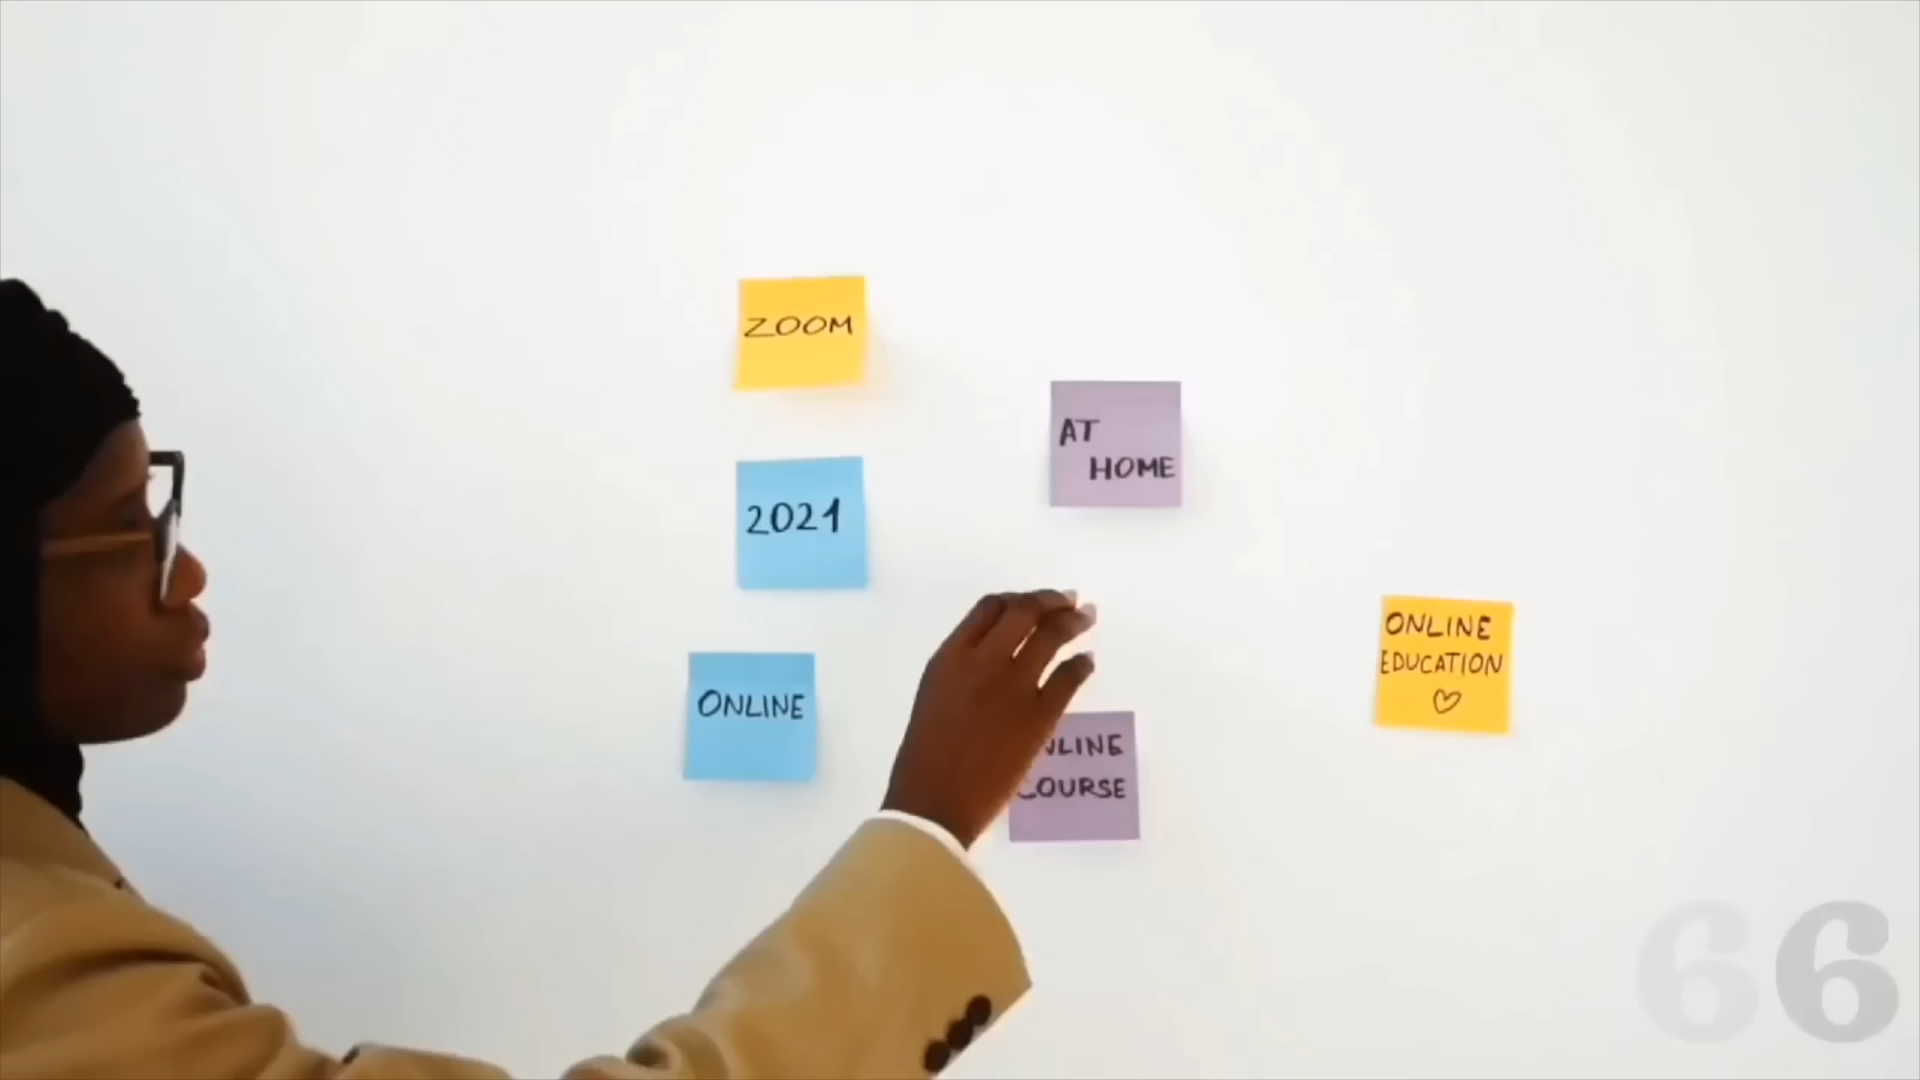 ZOOM
AT
HOME
2021
ONLINE
EDUCATION
ONLINE
COURSE
66